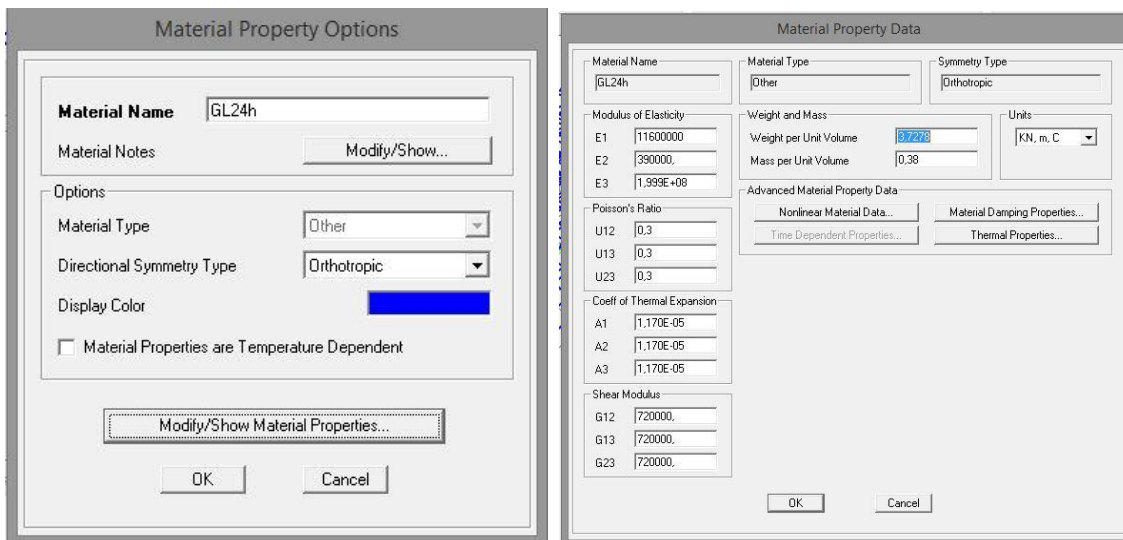 Material Property Options
Material Name GL24h
Material Notes Modify/Show...
Options
Material Type Other
Directional Symmetry Type Orthotropic
Display Color
Material Properties are Temperature Dependent
Modify/Show Material Properties...
OK Cancel
Material Property Data
Material Name Material Type Symmetry Type
GL24h Other Orthotropic
Modulus of Elasticity Weight and Mass Units
E1 11600000 Weight per Unit Volume 3,7278 KN, m, C
E2 390000, Mass per Unit Volume 0,38
E3 1,999E+08
Advanced Material Property Data
Poisson's Ratio Nonlinear Material Data... Material Damping Properties...
U12 0,3 Time Dependent Properties... Thermal Properties...
U13 0,3
U23 0,3
Coeff of Thermal Expansion
A1 1,170E-05
A2 1,170E-05
A3 1,170E-05
Shear Modulus
G12 720000,
G13 720000,
G23 720000,
OK Cancel